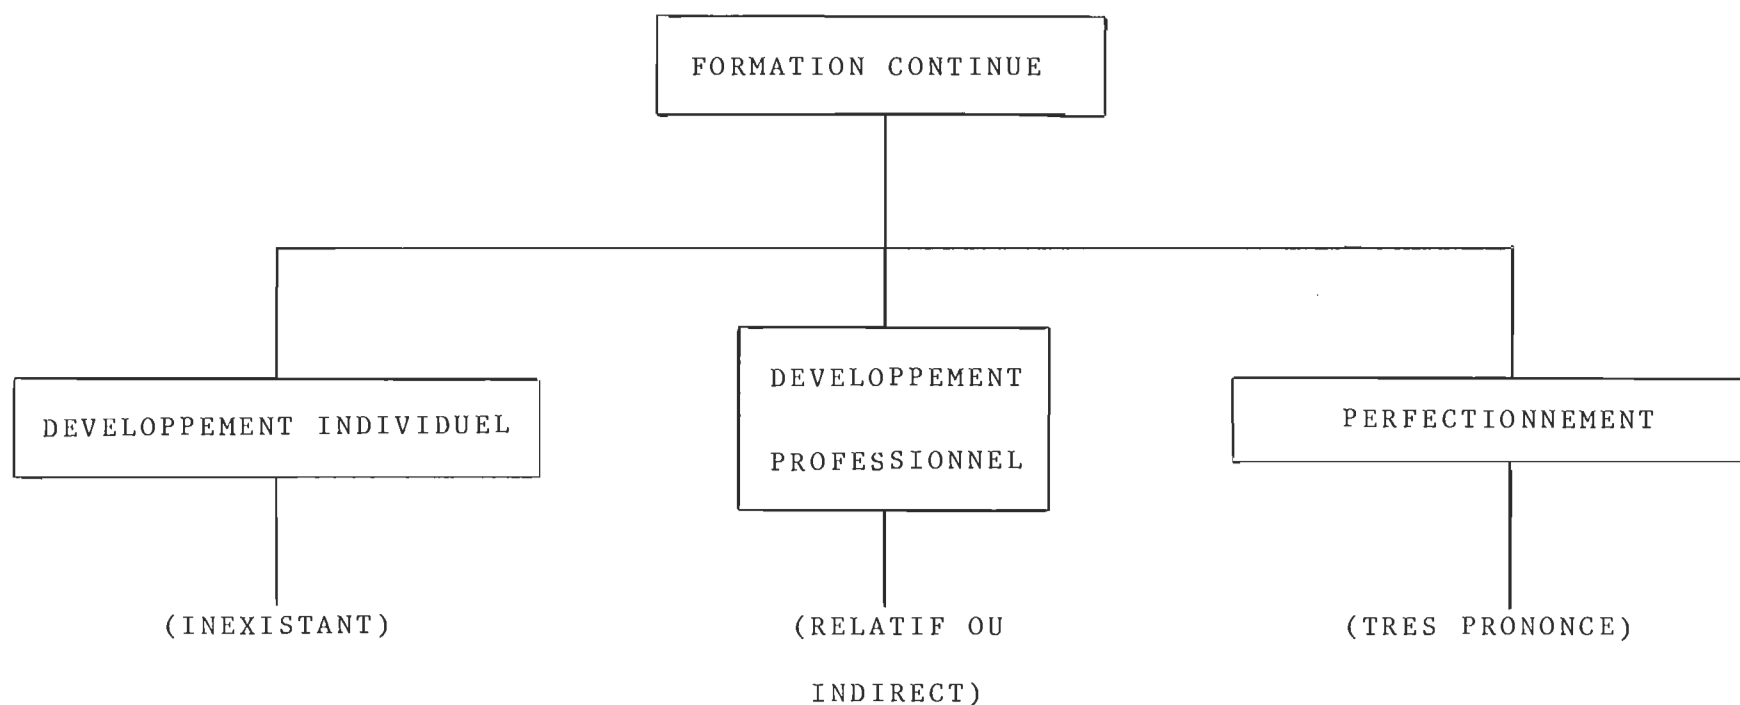 FORMATION CONTINUE
DEVELOPPEMENT INDIVIDUEL
DEVELOPPEMENT
PROFESSIONNEL
PERFECTIONNEMENT
(INEXISTANT)
(RELATIF OU
INDIRECT)
(TRES PRONONCE)